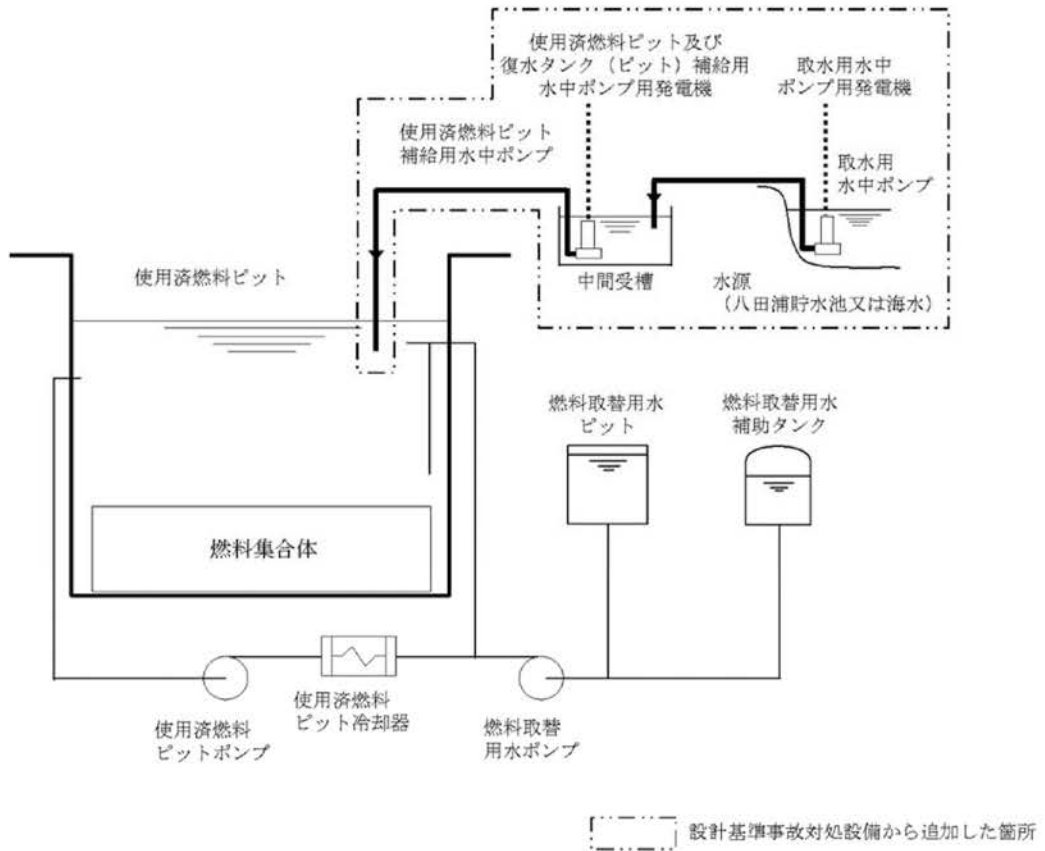 使用済燃料ピット及び
復水タンク（ピット）補給用
水中ポンプ用発電機
取水用水中
ポンプ用発電機
使用済燃料ピット
補給用水中ポンプ
取水用
水中ポンプ
使用済燃料ピット
中間受槽
水源
（八田浦貯水池又は海水）
燃料取替用水
ピット
燃料取替用水
補助タンク
燃料集合体
使用済燃料
ピットポンプ
使用済燃料
ピット冷却器
燃料取替
用水ポンプ
設計基準事故対処設備から追加した箇所